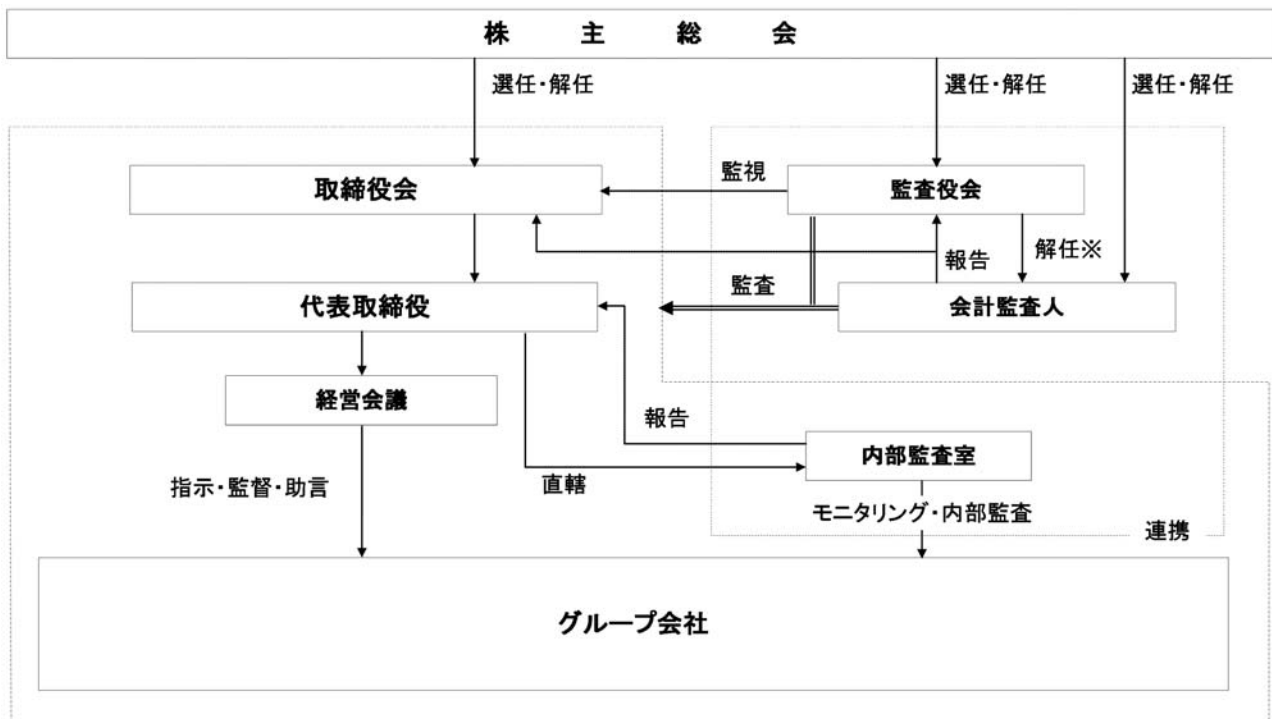 株主総会
選任・解任
選任・解任
選任・解任
取締役会
監視
監査役会
報告
解任※
代表取締役
監査
会計監査人
経営会議
報告
内部監査室
指示・監督・助言
直轄
モニタリング・内部監査
連携
グループ会社